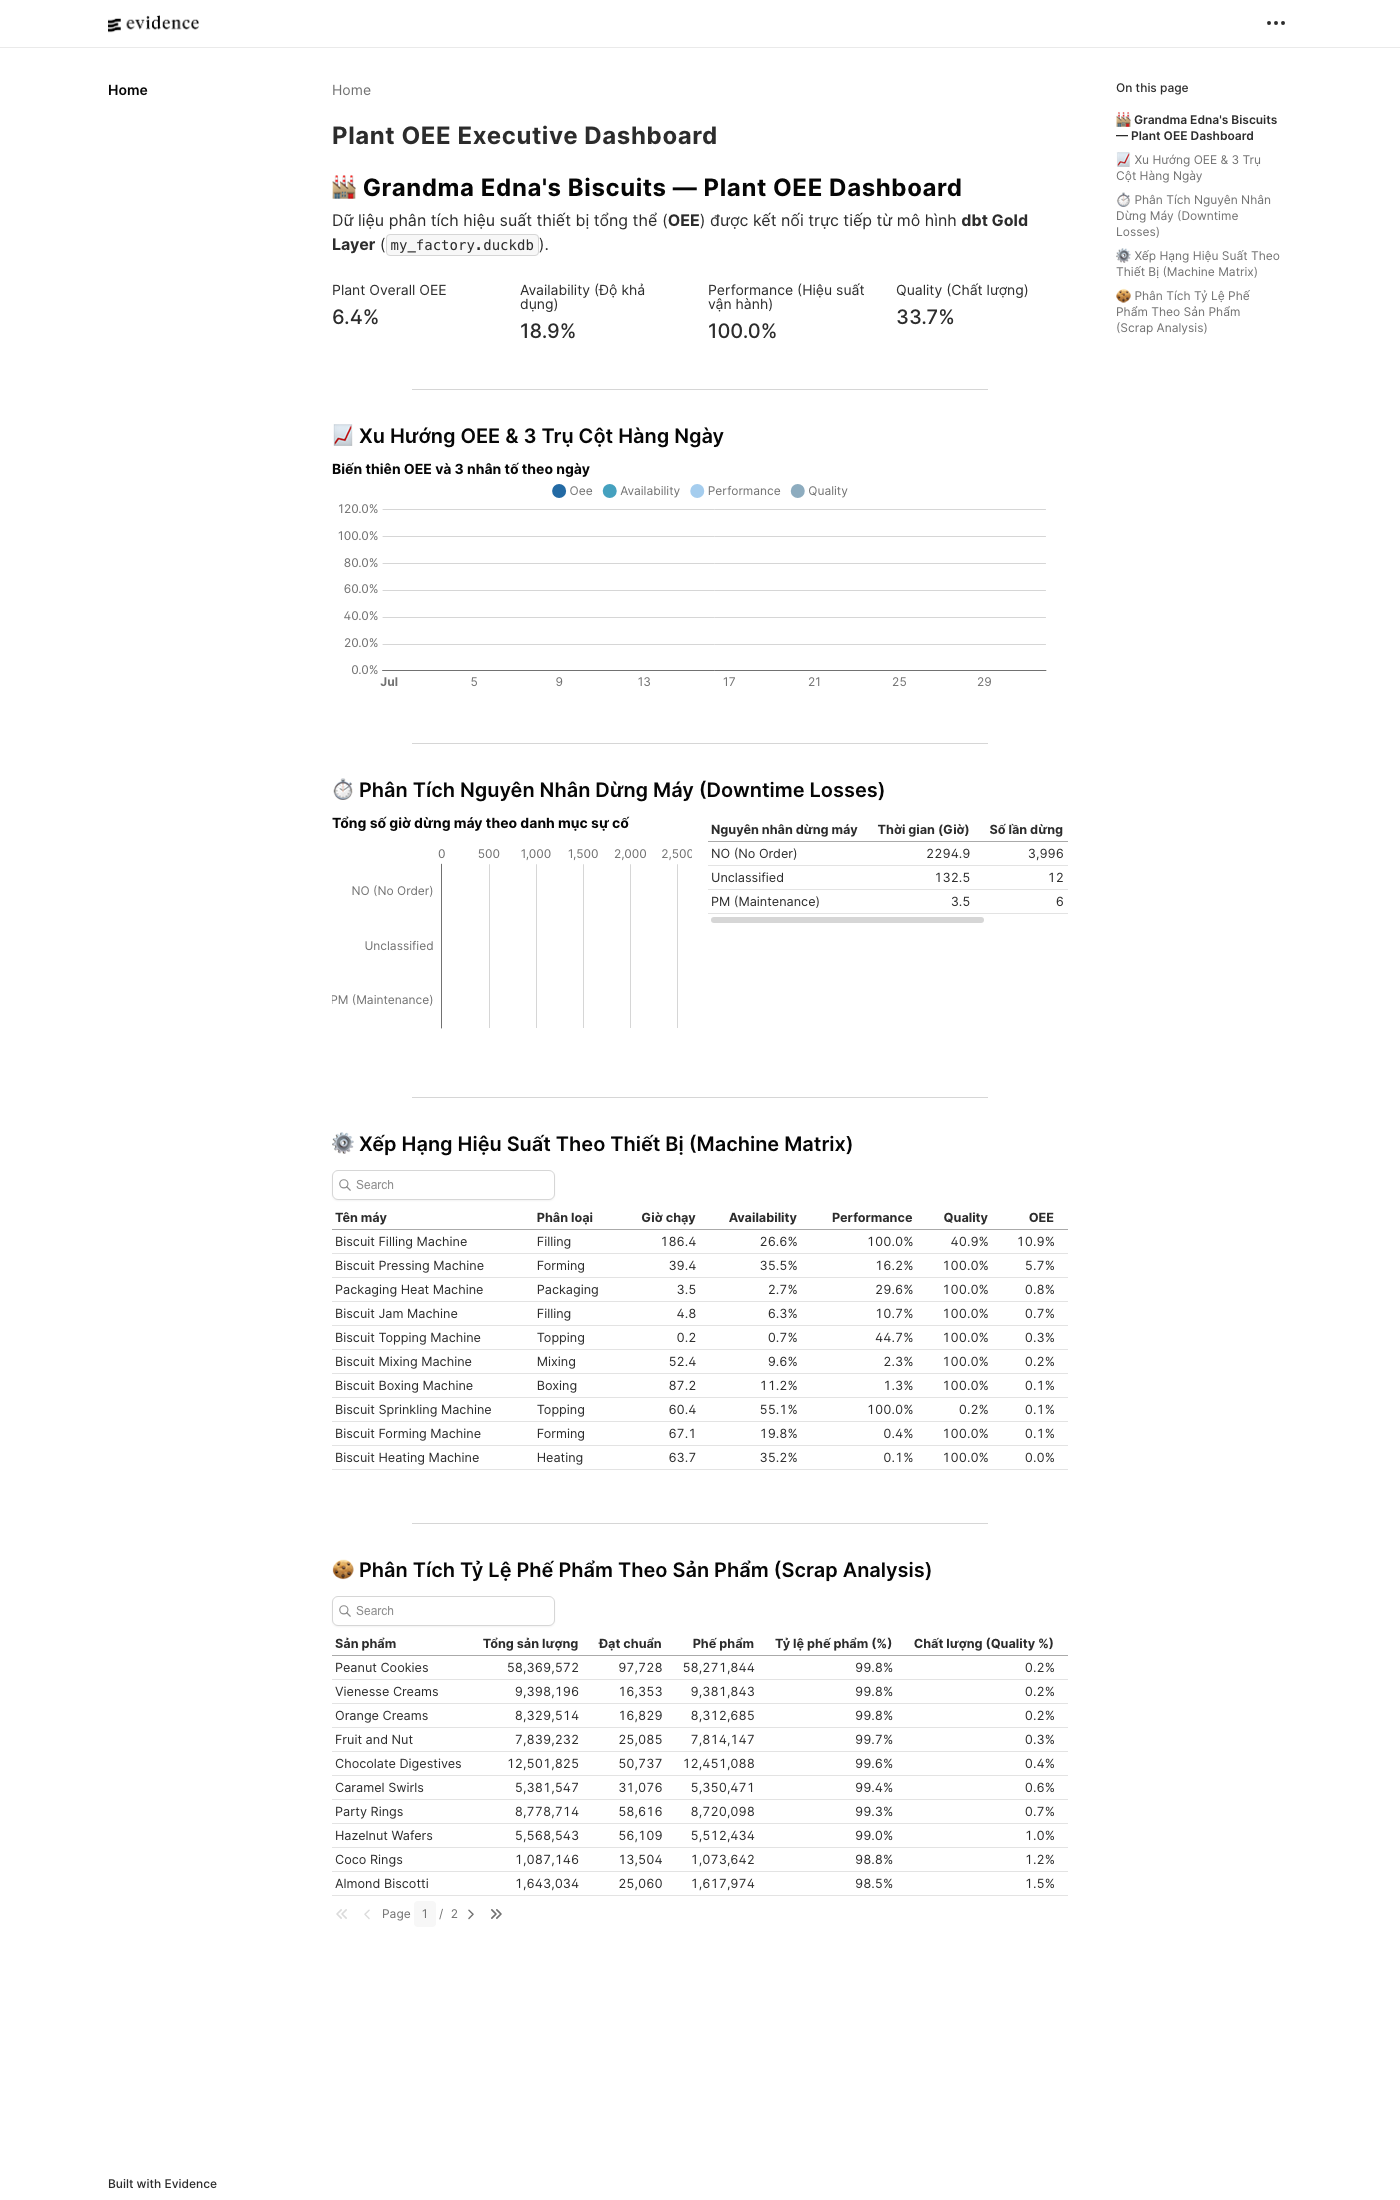 evidence
Home
Home
Plant OEE Executive Dashboard
🏭 Grandma Edna's Biscuits — Plant OEE Dashboard
Dữ liệu phân tích hiệu suất thiết bị tổng thể (OEE) được kết nối trực tiếp từ mô hình dbt Gold
Layer (my_factory.duckdb).
Plant Overall OEE
6.4%
Availability (Độ khả
dụng)
18.9%
Performance (Hiệu suất
vận hành)
100.0%
Quality (Chất lượng)
33.7%
On this page
🏭 Grandma Edna's Biscuits
— Plant OEE Dashboard
📈 Xu Hướng OEE & 3 Trụ
Cột Hàng Ngày
⏱️ Phân Tích Nguyên Nhân
Dừng Máy (Downtime
Losses)
⚙️ Xếp Hạng Hiệu Suất Theo
Thiết Bị (Machine Matrix)
🍪 Phân Tích Tỷ Lệ Phế
Phẩm Theo Sản Phẩm
(Scrap Analysis)
📈 Xu Hướng OEE & 3 Trụ Cột Hàng Ngày
Biến thiên OEE và 3 nhân tố theo ngày
Oee Availability Performance Quality
120.0%
100.0%
80.0%
60.0%
40.0%
20.0%
0.0%
Jul 5 9 13 17 21 25 29
⏱️ Phân Tích Nguyên Nhân Dừng Máy (Downtime Losses)
Tổng số giờ dừng máy theo danh mục sự cố
0 500 1,000 1,500 2,000 2,500
NO (No Order)
Unclassified
PM (Maintenance)
Nguyên nhân dừng máy Thời gian (Giờ) Số lần dừng
NO (No Order) 2294.9 3,996
Unclassified 132.5 12
PM (Maintenance) 3.5 6
⚙️ Xếp Hạng Hiệu Suất Theo Thiết Bị (Machine Matrix)
Search
Tên máy Phân loại Giờ chạy Availability Performance Quality OEE
Biscuit Filling Machine Filling 186.4 26.6% 100.0% 40.9% 10.9%
Biscuit Pressing Machine Forming 39.4 35.5% 16.2% 100.0% 5.7%
Packaging Heat Machine Packaging 3.5 2.7% 29.6% 100.0% 0.8%
Biscuit Jam Machine Filling 4.8 6.3% 10.7% 100.0% 0.7%
Biscuit Topping Machine Topping 0.2 0.7% 44.7% 100.0% 0.3%
Biscuit Mixing Machine Mixing 52.4 9.6% 2.3% 100.0% 0.2%
Biscuit Boxing Machine Boxing 87.2 11.2% 1.3% 100.0% 0.1%
Biscuit Sprinkling Machine Topping 60.4 55.1% 100.0% 0.2% 0.1%
Biscuit Forming Machine Forming 67.1 19.8% 0.4% 100.0% 0.1%
Biscuit Heating Machine Heating 63.7 35.2% 0.1% 100.0% 0.0%
🍪 Phân Tích Tỷ Lệ Phế Phẩm Theo Sản Phẩm (Scrap Analysis)
Search
Sản phẩm Tổng sản lượng Đạt chuẩn Phế phẩm Tỷ lệ phế phẩm (%) Chất lượng (Quality %)
Peanut Cookies 58,369,572 97,728 58,271,844 99.8% 0.2%
Vienesse Creams 9,398,196 16,353 9,381,843 99.8% 0.2%
Orange Creams 8,329,514 16,829 8,312,685 99.8% 0.2%
Fruit and Nut 7,839,232 25,085 7,814,147 99.7% 0.3%
Chocolate Digestives 12,501,825 50,737 12,451,088 99.6% 0.4%
Caramel Swirls 5,381,547 31,076 5,350,471 99.4% 0.6%
Party Rings 8,778,714 58,616 8,720,098 99.3% 0.7%
Hazelnut Wafers 5,568,543 56,109 5,512,434 99.0% 1.0%
Coco Rings 1,087,146 13,504 1,073,642 98.8% 1.2%
Almond Biscotti 1,643,034 25,060 1,617,974 98.5% 1.5%
Page 1 / 2
Built with Evidence